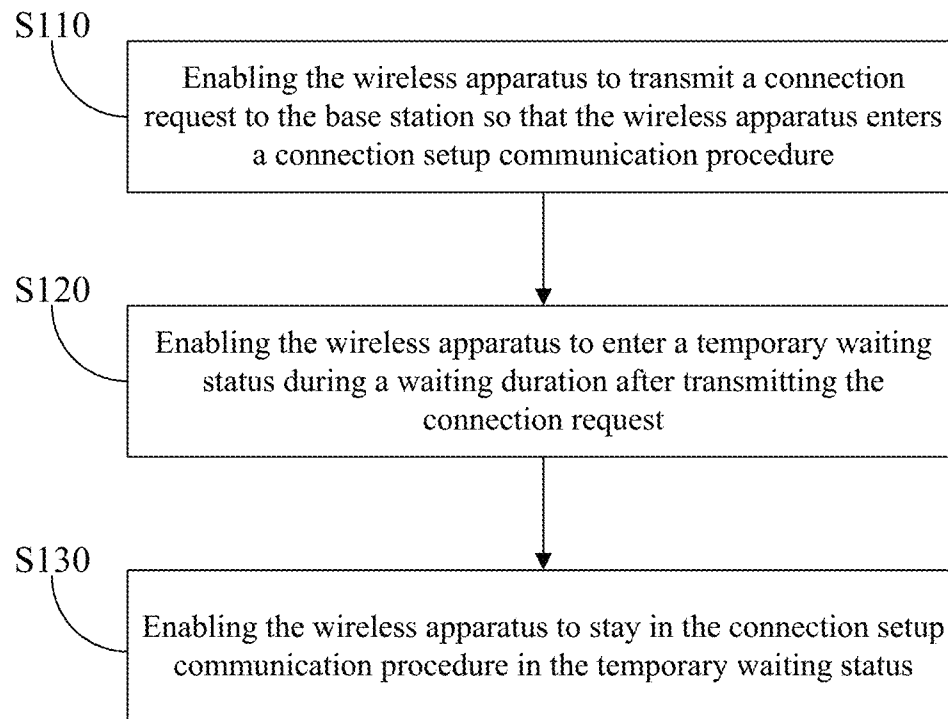 S110
Enabling the wireless apparatus to transmit a connection
request to the base station so that the wireless apparatus enters
a connection setup communication procedure
S120
Enabling the wireless apparatus to enter a temporary waiting
status during a waiting duration after transmitting the
connection request
S130
Enabling the wireless apparatus to stay in the connection setup
communication procedure in the temporary waiting status